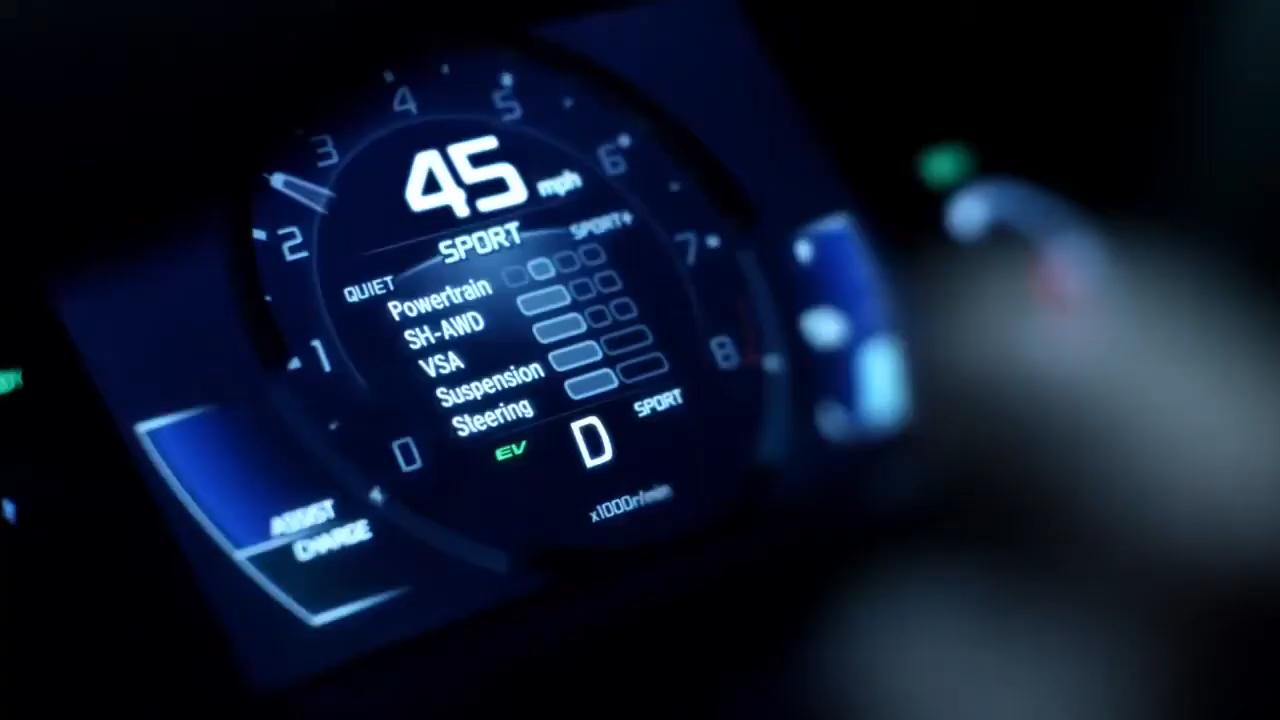 4
5
3
6
45 mph
2
SPORT
SPORT+
7
QUIET
Powertrain
SH-AWD
1
VSA
8
Suspension
Steering
SPORT
0
EV
D
x1000r/min
ASSIST
CHARGE